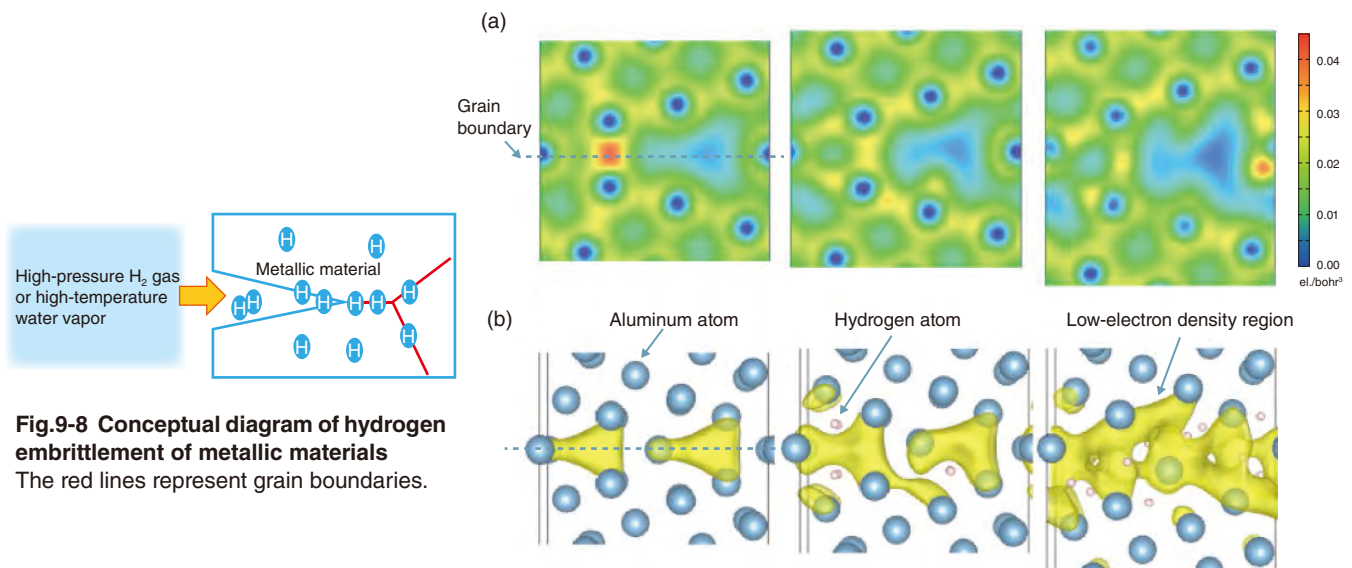 High-pressure H₂ gas
or high-temperature
water vapor
Metallic material
H
H
H
H
H
H
H
H
H
H
H
H
Fig.9-8 Conceptual diagram of hydrogen
embrittlement of metallic materials
The red lines represent grain boundaries.
(a)
Grain
boundary
0.04
0.03
0.02
0.01
0.00
el./bohr³
(b)
Aluminum atom
Hydrogen atom
Low-electron density region